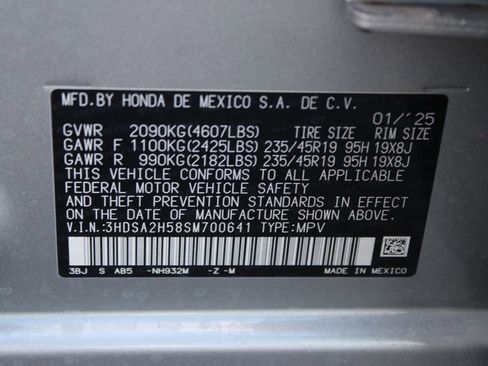 MFD.BY HONDA DE MEXICO S.A. DE C.V.
01/'25
GVWR 2090KG(4607LBS) TIRE SIZE RIM SIZE
GAWR F 1100KG(2425LBS) 235/45R19 95H 19X8J
GAWR R 990KG(2182LBS) 235/45R19 95H 19X8J
THIS VEHICLE CONFORMS TO ALL APPLICABLE
FEDERAL MOTOR VEHICLE SAFETY
AND THEFT PREVENTION STANDARDS IN
EFFECT ON THE DATE OF MANUFACTURE
SHOWN ABOVE.
V.I.N.:3HDSA2H58SM700641 TYPE:MPV
3BJ S AB5 -NH932M -Z -M MADE IN MEXICO